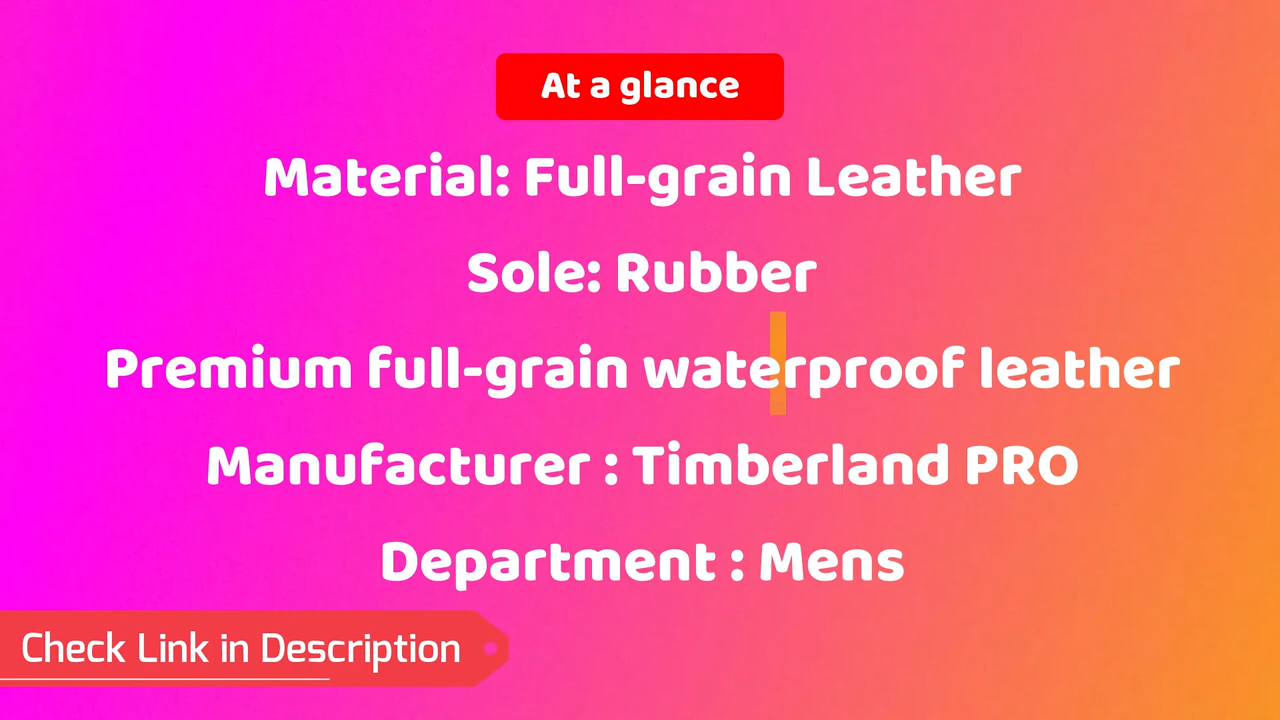 At a glance
Material: Full-grain Leather
Sole: Rubber
Premium full-grain waterproof leather
Manufacturer : Timberland PRO
Department : Mens
Check Link in Description